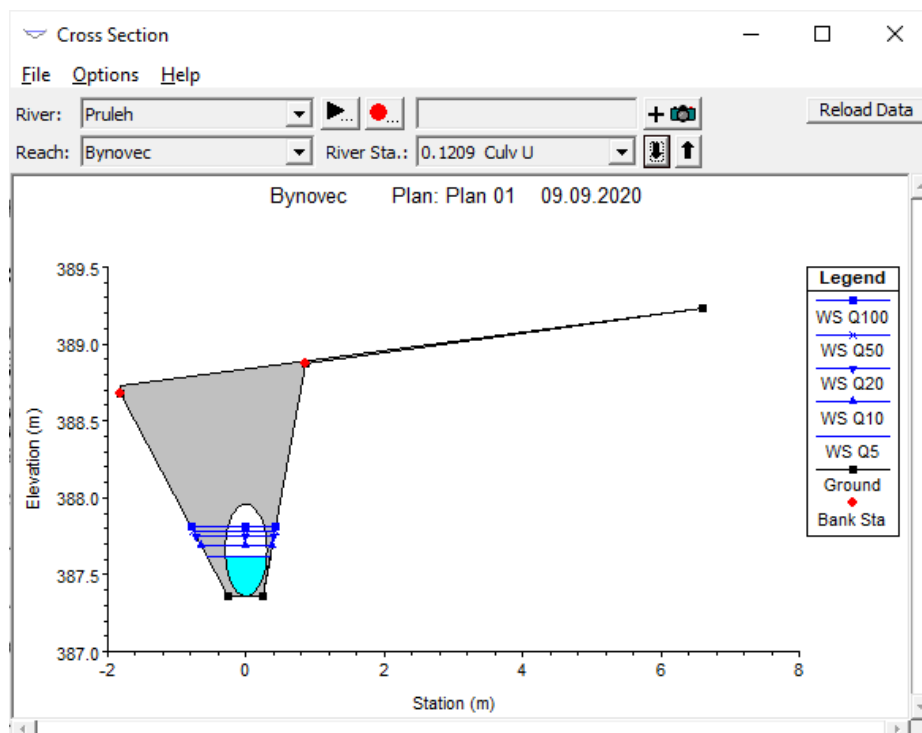 Cross Section
File Options Help
River: Pruleh
Reload Data
Reach: Bynovec River Sta.: 0.1209 Culv U
Bynovec Plan: Plan 01 09.09.2020
389.5
389.0
388.5
388.0
387.5
387.0
Elevation (m)
-2 0 2 4 6 8
Station (m)
Legend
WS Q100
WS Q50
WS Q20
WS Q10
WS Q5
Ground
Bank Sta